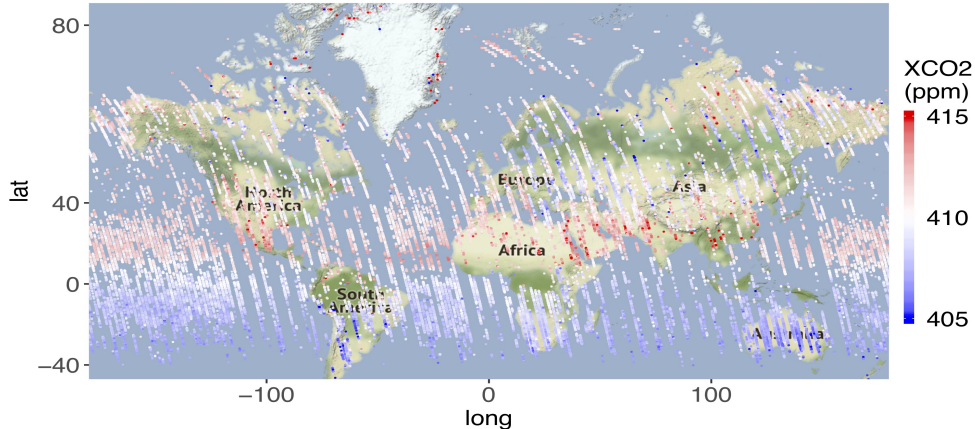 80
40
0
−40
lat
North
America
Europe
Asia
Africa
South
America
Australia
−100
0
100
long
XCO2
(ppm)
415
410
405